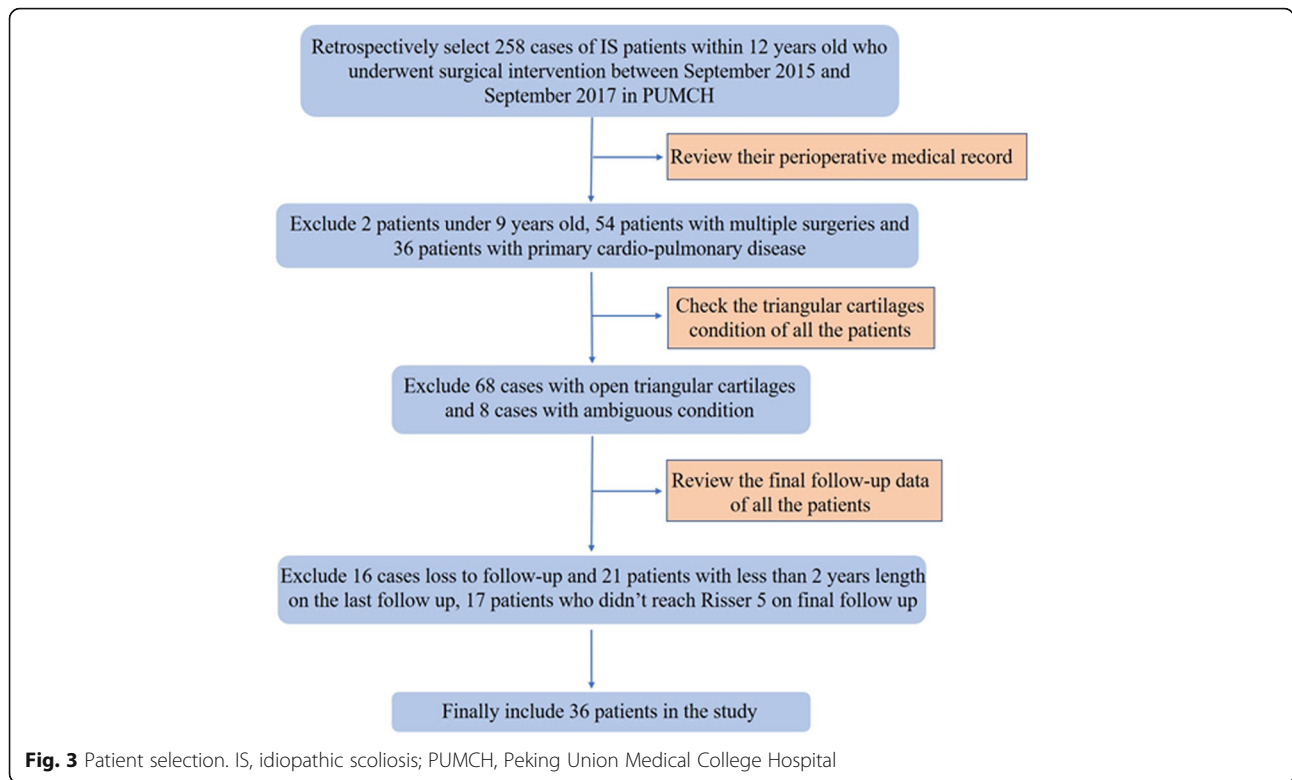 Retrospectively select 258 cases of IS patients within 12 years old who
underwent surgical intervention between September 2015 and
September 2017 in PUMCH
Review their perioperative medical record
Exclude 2 patients under 9 years old, 54 patients with multiple surgeries and
36 patients with primary cardio-pulmonary disease
Check the triangular cartilages
condition of all the patients
Exclude 68 cases with open triangular cartilages
and 8 cases with ambiguous condition
Review the final follow-up data
of all the patients
Exclude 16 cases loss to follow-up and 21 patients with less than 2 years length
on the last follow up, 17 patients who didn’t reach Risser 5 on final follow up
Finally include 36 patients in the study
Fig. 3 Patient selection. IS, idiopathic scoliosis; PUMCH, Peking Union Medical College Hospital